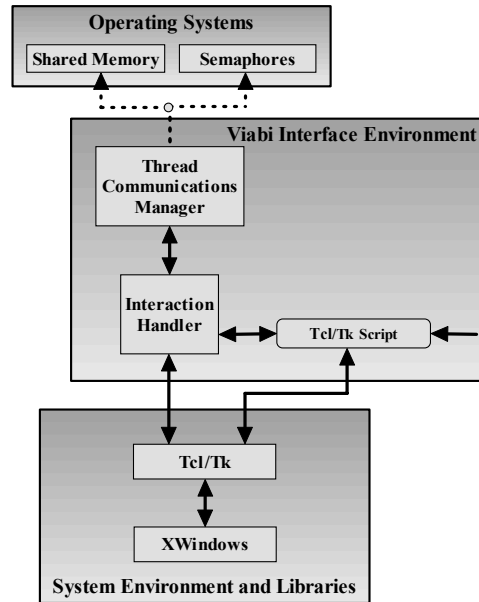 Operating Systems
Shared Memory
Semaphores
Viabi Interface Environment
Thread
Communications
Manager
Interaction
Handler
Tcl/Tk Script
Tcl/Tk
XWindows
System Environment and Libraries